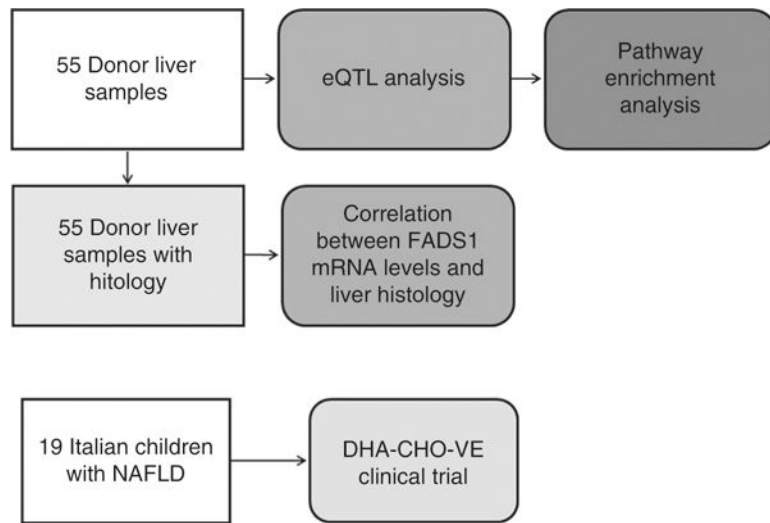 55 Donor liver
samples
eQTL analysis
Pathway
enrichment
analysis
55 Donor liver
samples with
hitology
Correlation
between FADS1
mRNA levels and
liver histology
19 Italian children
with NAFLD
DHA-CHO-VE
clinical trial